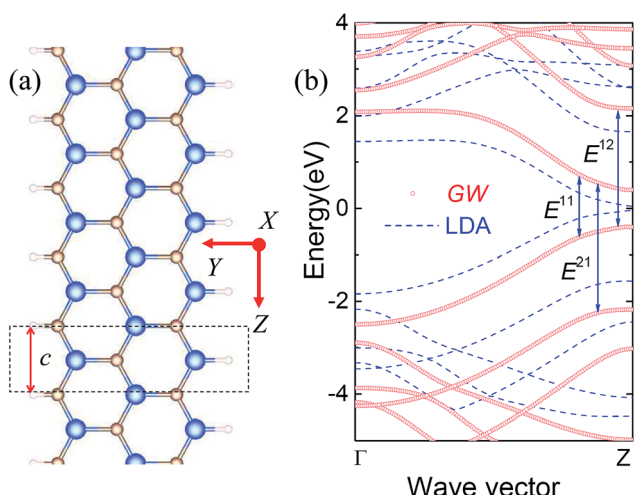 (a)
X
Y
Z
c
(b)
4
2
0
-2
-4
Energy(eV)
GW
LDA
E12
E11
E21
Γ
Z
Wave vector